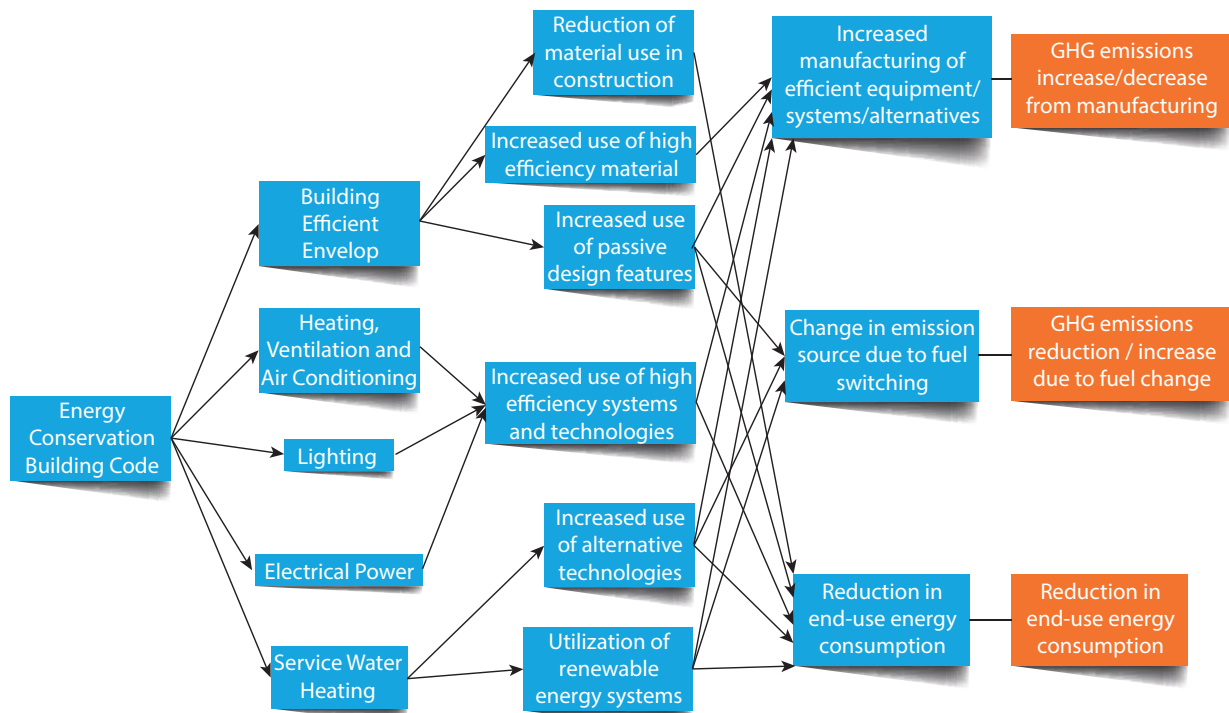 Energy
Conservation
Building Code
Building
Efficient
Envelop
Heating,
Ventilation and
Air Conditioning
Lighting
Electrical Power
Service Water
Heating
Reduction of
material use in
construction
Increased use of high
efficiency material
Increased use
of passive
design features
Increased use of high
efficiency systems
and technologies
Increased use
of alternative
technologies
Utilization of
renewable
energy systems
Increased
manufacturing of
efficient equipment/
systems/alternatives
Change in emission
source due to fuel
switching
Reduction in
end-use energy
consumption
GHG emissions
increase/decrease
from manufacturing
GHG emissions
reduction / increase
due to fuel change
Reduction in
end-use energy
consumption